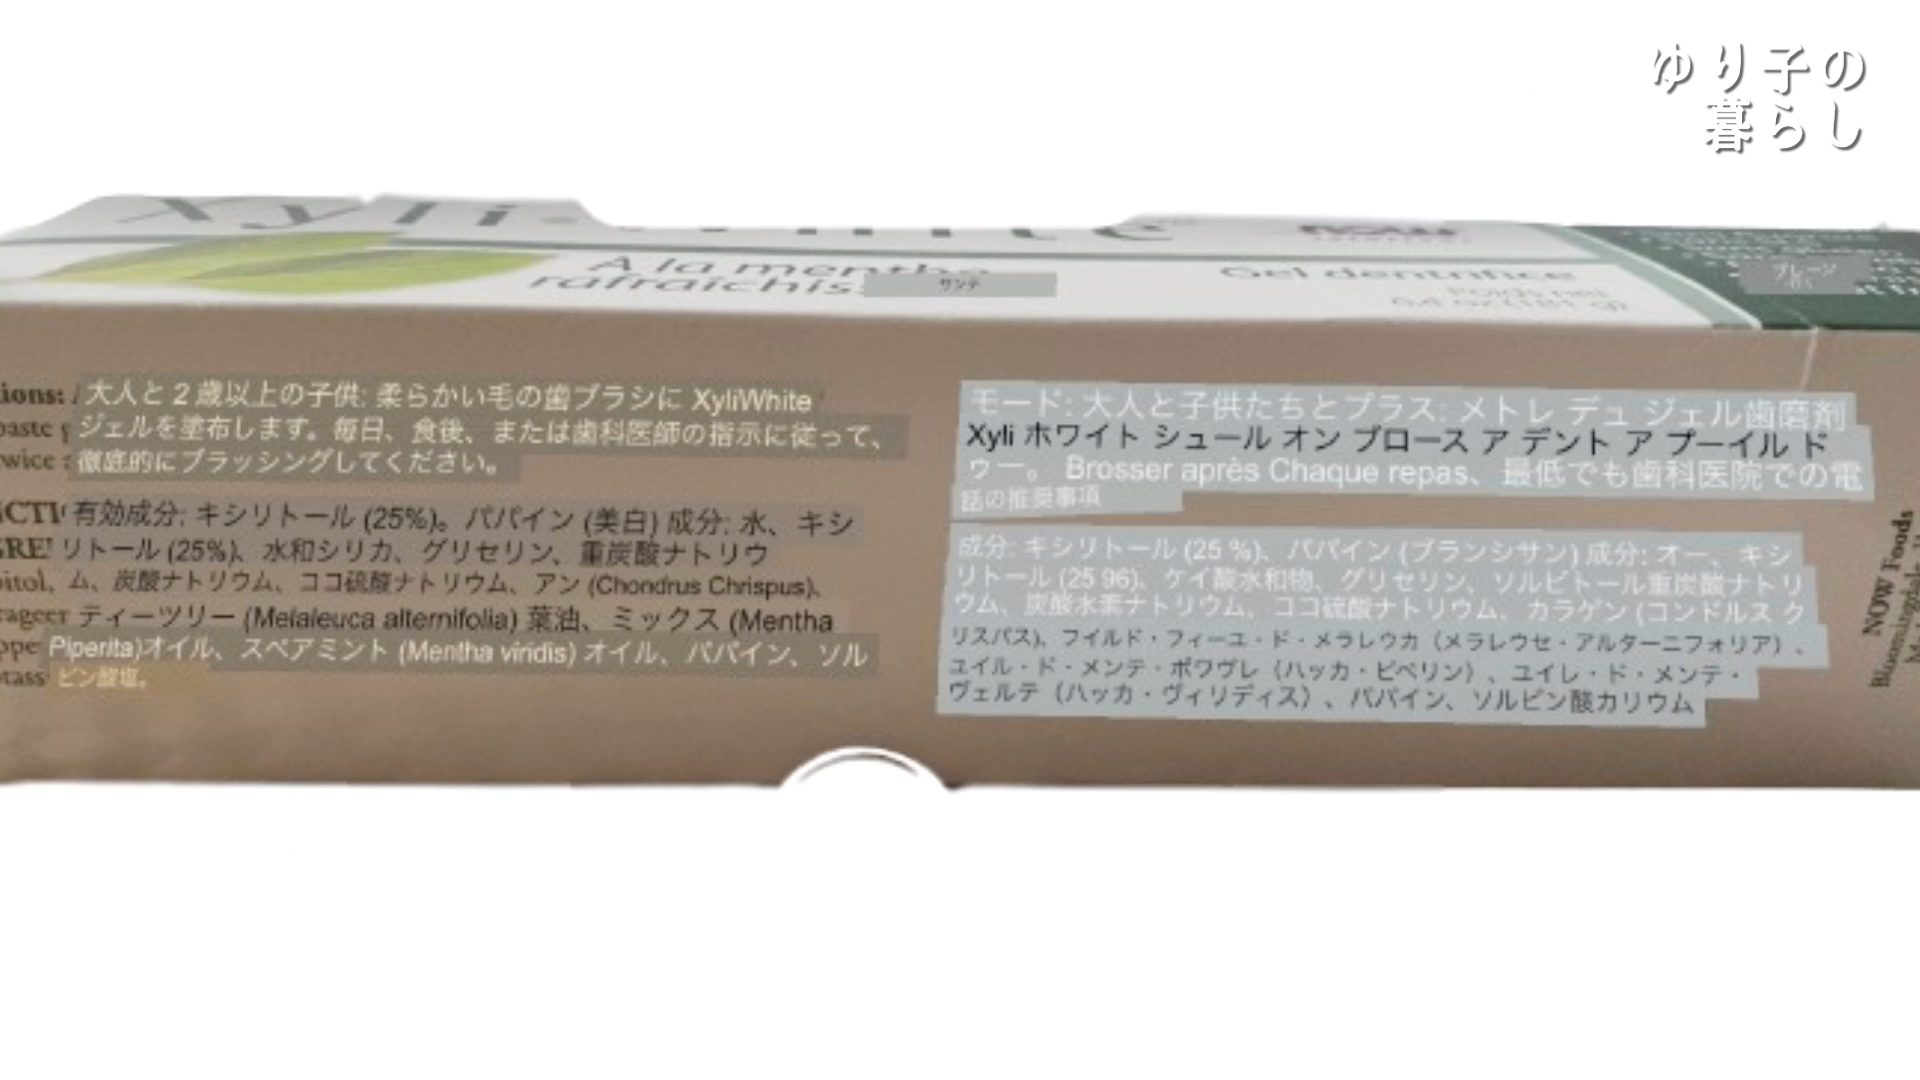 ゆり子の
暮らし
À la menthe
rafraîchis
サンテ
Gel dentrifice
ions:
大人と 2 歳以上の子供: 柔らかい毛の歯ブラシに XyliWhite
paste
ジェルを塗布します。毎日、食後、または歯科医師の指示に従って、
wice
徹底的にブラッシングしてください。
有効成分: キシリトール (25%)。パパイン (美白) 成分: 水、キシ
リトール (25%)、水和シリカ、グリセリン、重炭酸ナトリウ
bitol,
ム、炭酸ナトリウム、ココ硫酸ナトリウム、アン (Chondrus Chrispus)、
rageer
ティーツリー (Melaleuca alternifolia) 葉油、ミックス (Mentha
Piperita)オイル、スペアミント (Mentha viridis) オイル、パパイン、ソル
tass
ビン酸塩。
モード: 大人と子供たちとプラス: メトレ デュ ジェル歯磨剤
Xyli ホワイト シュール オン ブロース ア デント ア プーイル ド
ゥー。 Brosser après Chaque repas、最低でも歯科医院での電
話の推奨事項
成分: キシリトール (25 %)、パパイン (ブランシサン) 成分: オー、キシ
リトール (25 96)、ケイ酸水和物、グリセリン、ソルビトール重炭酸ナトリ
ウム、炭酸水素ナトリウム、ココ硫酸ナトリウム、カラゲン (コンドルス ク
リスパス)、フイルド・フィーユ・ド・メラレウカ（メラレウセ・アルターニフォリア）、
ユイル・ド・メンテ・ポワヴレ（ハッカ・ピペリン）、ユイレ・ド・メンテ・
ヴェルテ（ハッカ・ヴィリディス）、パパイン、ソルビン酸カリウム
NOW Foods